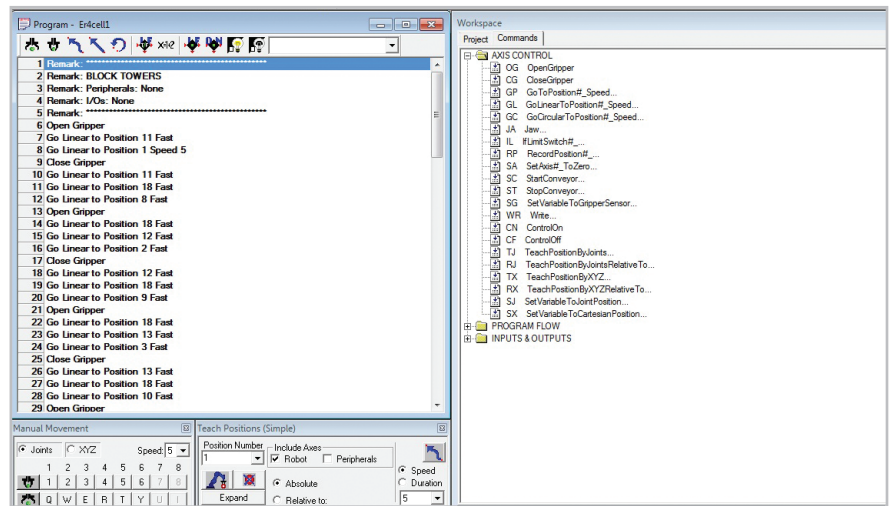 Program - Er4cell1
1 Remark: **************************************************
2 Remark: BLOCK TOWERS
3 Remark: Peripherals: None
4 Remark: I/Os: None
5 Remark: **************************************************
6 Open Gripper
7 Go Linear to Position 11 Fast
8 Go Linear to Position 1 Speed 5
9 Close Gripper
10 Go Linear to Position 11 Fast
11 Go Linear to Position 18 Fast
12 Go Linear to Position 8 Fast
13 Open Gripper
14 Go Linear to Position 18 Fast
15 Go Linear to Position 12 Fast
16 Go Linear to Position 2 Fast
17 Close Gripper
18 Go Linear to Position 12 Fast
19 Go Linear to Position 18 Fast
20 Go Linear to Position 9 Fast
21 Open Gripper
22 Go Linear to Position 18 Fast
23 Go Linear to Position 13 Fast
24 Go Linear to Position 3 Fast
25 Close Gripper
26 Go Linear to Position 13 Fast
27 Go Linear to Position 18 Fast
28 Go Linear to Position 10 Fast
29 Open Gripper
Manual Movement
Joints XYZ Speed: 5
1 2 3 4 5 6 7 8
1 2 3 4 5 6 7 8
Q W E R T Y U I
Teach Positions (Simple)
Position Number
1
Expand
Include Axes
Robot Peripherals
Absolute
Relative to:
Speed
Duration
5
Workspace
Project Commands
AXIS CONTROL
OG OpenGripper
CG CloseGripper
GP GoToPosition#_Speed...
GL GoLinearToPosition#_Speed...
GC GoCircularToPosition#_Speed...
JA Jaw...
IL IfLimitSwitch#_...
RP RecordPosition#_...
SA SetAxis#_ToZero...
SC StartConveyor...
ST StopConveyor...
SG SetVariableToGripperSensor...
WR Write...
CN ControlOn
CF ControlOff
TJ TeachPositionByJoints...
RJ TeachPositionByJointsRelativeTo...
TX TeachPositionByXYZ...
RX TeachPositionByXYZRelativeTo...
SJ SetVariableToJointPosition...
SX SetVariableToCartesianPosition...
PROGRAM FLOW
INPUTS & OUTPUTS